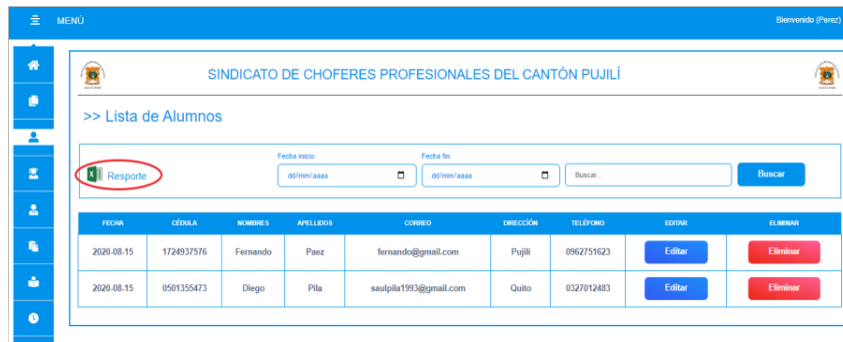 MENÚ Bienvenido (Perez)
SINDICATO DE CHOFERES PROFESIONALES DEL CANTÓN PUJILÍ
>> Lista de Alumnos
Fecha inicio: Fecha fin:
Resporte dd/mm/aaaa dd/mm/aaaa Buscar... Buscar
FECHA CÉDULA NOMBRES APELLIDOS CORREO DIRECCIÓN TELÉFONO EDITAR ELIMINAR
2020-08-15 1724937576 Fernando Paez fernando@gmail.com Pujilí 0962751623 Editar Eliminar
2020-08-15 0501355473 Diego Pila saulpila1993@gmail.com Quito 0327012483 Editar Eliminar